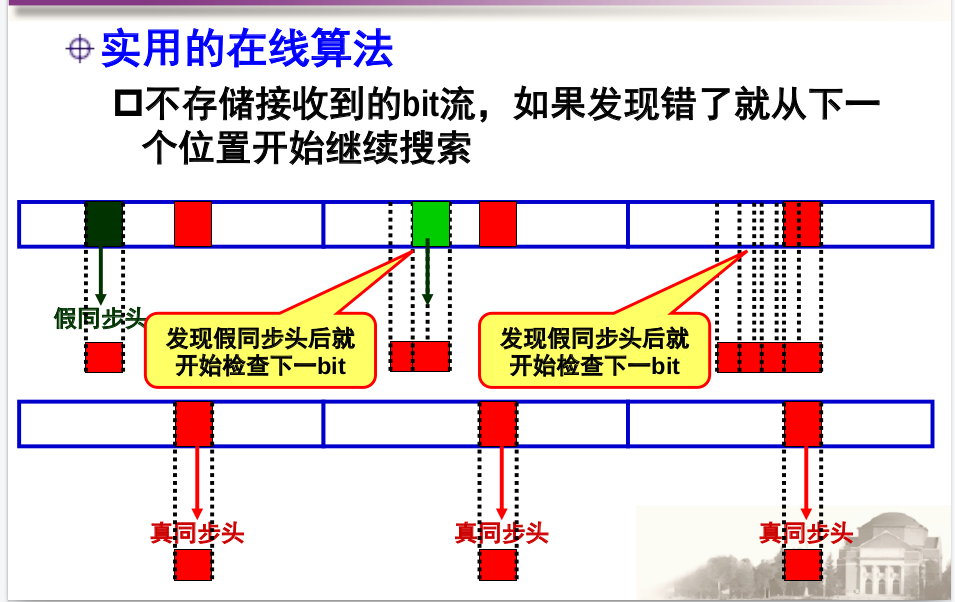 实用的在线算法
不存储接收到的bit流，如果发现错了就从下一
个位置开始继续搜索
假同步头
发现假同步头后就
开始检查下一bit
发现假同步头后就
开始检查下一bit
真同步头
真同步头
真同步头